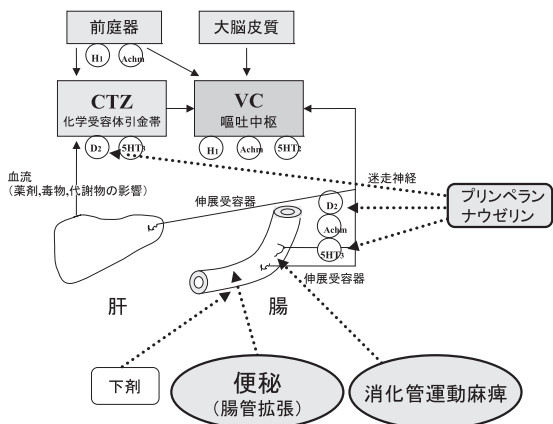 前庭器
大脳皮質
H1
Achm
CTZ
化学受容体引金帯
VC
嘔吐中枢
D2
5HT3
H1
Achm
5HT2
血流
(薬剤,毒物,代謝物の影響)
迷走神経
伸展受容器
D2
Achm
5HT3
プリンペラン
ナウゼリン
伸展受容器
肝
腸
下剤
便秘
(腸管拡張)
消化管運動麻痺